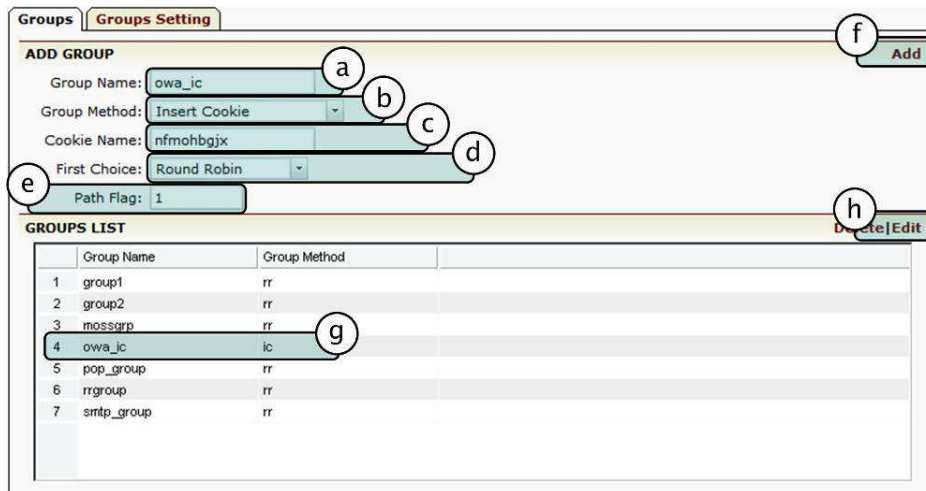 Groups Groups Setting
ADD GROUP f Add
Group Name: owa_ic a
Group Method: Insert Cookie b
Cookie Name: nfmohbgjx c
First Choice: Round Robin d
e Path Flag: 1
GROUPS LIST h Delete|Edit
Group Name Group Method
1 group1 rr
2 group2 rr
3 mossgrp rr
4 owa_ic ic g
5 pop_group rr
6 rrgroup rr
7 smtp_group rr